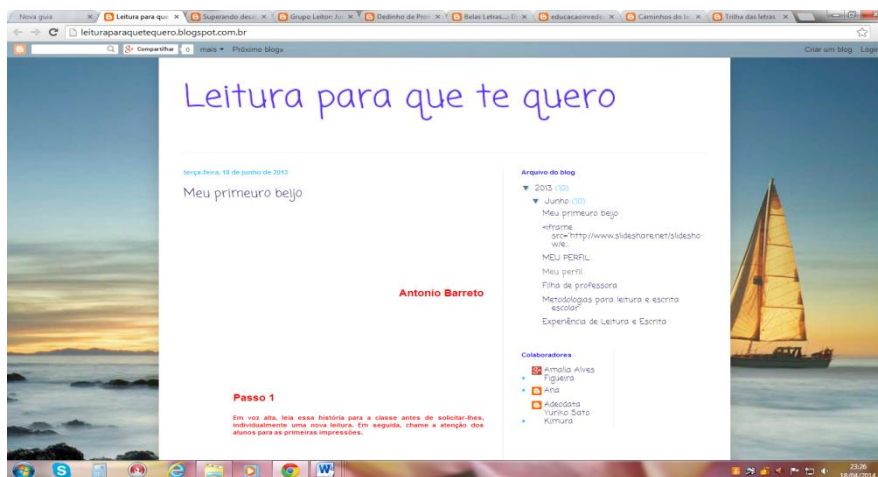 Nova guia
Leitura para que
Superando desa
Grupo Leitor: Ju
Dedinho de Pros
Belas Letras...: B
educacaoemredes
Caminhos do le
Trilha das letras
leituraparaquetequero.blogspot.com.br
Compartilhar 0 mais Próximo blog»
Criar um blog Login
Leitura para que te quero
terça-feira, 18 de junho de 2013
Meu primeuro beijo
Antonio Barreto
Passo 1
Em voz alta, leia essa história para a classe antes de solicitar-lhes,
individualmente uma nova leitura. Em seguida, chame a atenção dos
alunos para as primeiras impressões.
Arquivo do blog
▼ 2013 (10)
▼ Junho (10)
Meu primeuro beijo
<iframe
src="http://www.slideshare.net/slidesho
w/e...
MEU PERFIL
Meu perfil
Filha de professora
Metodologias para leitura e escrita
escolar"
Experiência de Leitura e Escrita
Colaboradores
Amalia Alves
Figueira
Ana
Adeodata
Yuriko Sato
Kimura
23:26
18/04/2014